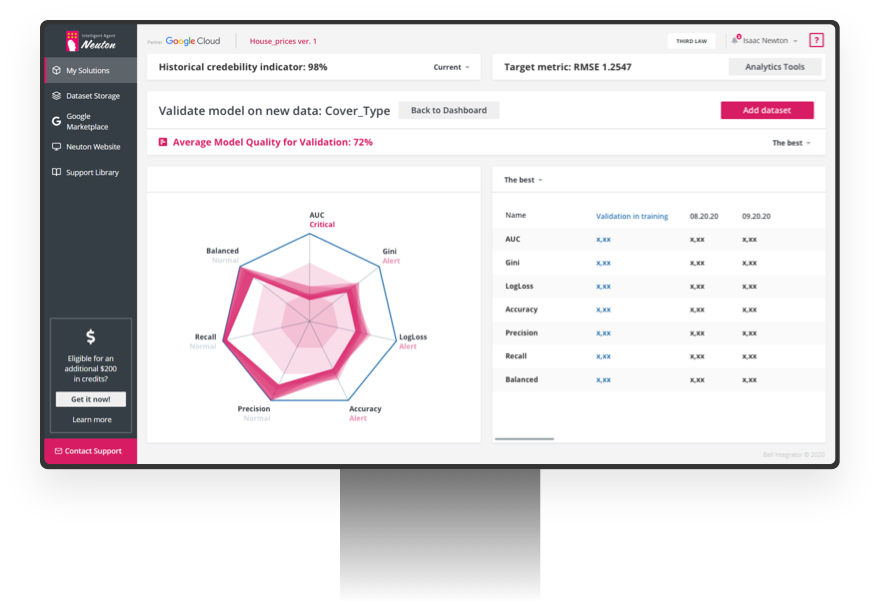 Intelligent Agent
Neuton
Partner Google Cloud
House_prices ver. 1
THIRD LAW
Isaac Newton
?
My Solutions
Dataset Storage
Google
Marketplace
Neuton Website
Support Library
$
Eligible for an
additional $200
in credits?
Get it now!
Learn more
Contact Support
Historical credebility indicator: 98%
Current
Target metric: RMSE 1.2547
Analytics Tools
Validate model on new data: Cover_Type
Back to Dashboard
Add dataset
Average Model Quality for Validation: 72%
The best
AUC
Critical
Balanced
Normal
Gini
Alert
Recall
Normal
LogLoss
Alert
Precision
Normal
Accuracy
Alert
The best
Name Validation in training 08.20.20 09.20.20
AUC x,xx x,xx x,xx
Gini x,xx x,xx x,xx
LogLoss x,xx x,xx x,xx
Accuracy x,xx x,xx x,xx
Precision x,xx x,xx x,xx
Recall x,xx x,xx x,xx
Balanced x,xx x,xx x,xx
Bell Integrator © 2020